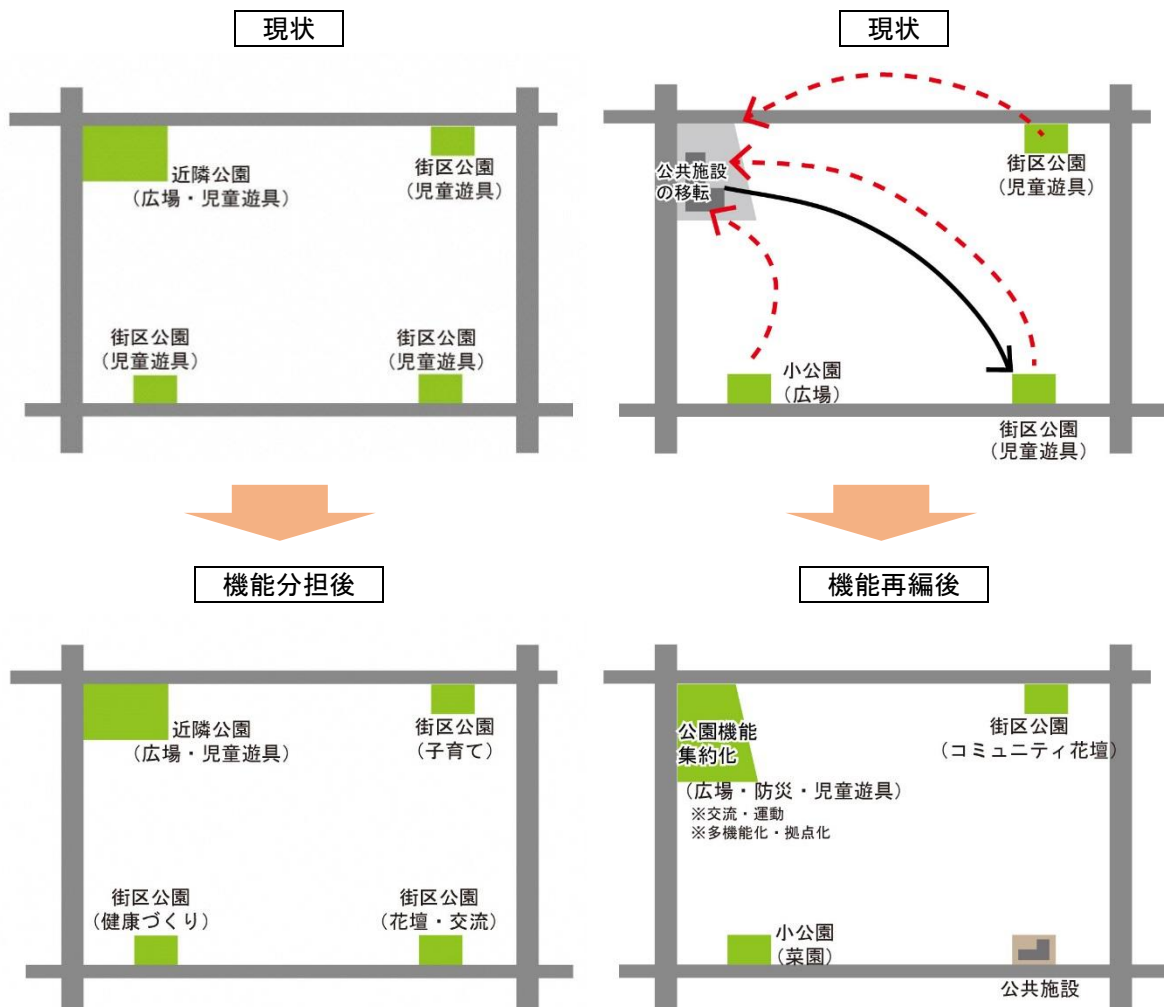 現状
近隣公園
（広場・児童遊具）
街区公園
（児童遊具）
街区公園
（児童遊具）
街区公園
（児童遊具）
現状
公共施設
の移転
街区公園
（児童遊具）
小公園
（広場）
街区公園
（児童遊具）
機能分担後
近隣公園
（広場・児童遊具）
街区公園
（子育て）
街区公園
（健康づくり）
街区公園
（花壇・交流）
機能再編後
公園機能
集約化
（広場・防災・児童遊具）
※交流・運動
※多機能化・拠点化
街区公園
（コミュニティ花壇）
小公園
（菜園）
公共施設